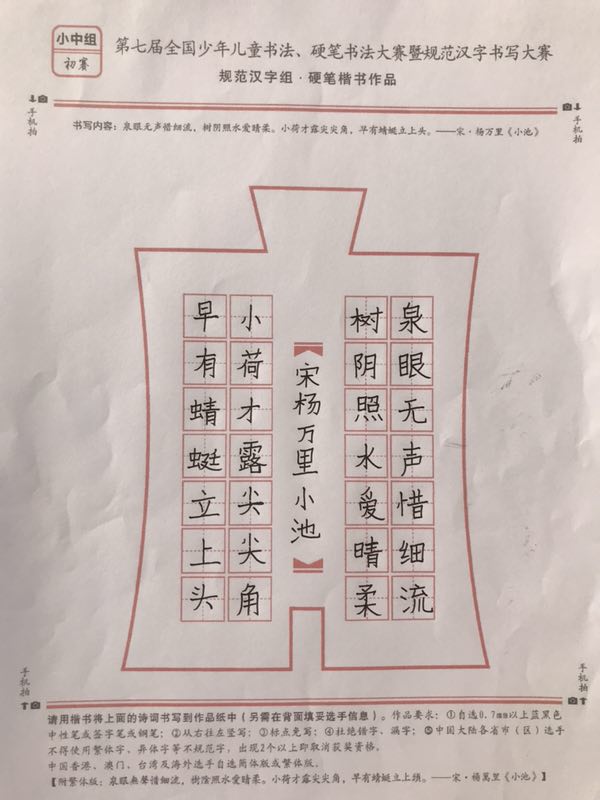 小中组
初赛
第七届全国少年儿童书法、硬笔书法大赛暨规范汉字书写大赛
规范汉字组·硬笔楷书作品
手机拍
手机拍
书写内容：泉眼无声惜细流，树阴照水爱晴柔。小荷才露尖尖角，早有蜻蜓立上头。——宋·杨万里《小池》
泉眼无声惜细流
树阴照水爱晴柔
宋杨万里小池
小荷才露尖尖角
早有蜻蜓立上头
手机拍
手机拍
请用楷书将上面的诗词书写到作品纸中（另需在背面填妥选手信息）。作品要求：①自选0.7mm以上蓝黑色
中性笔或签字笔或钢笔；②从右往左竖写；③标点免写；④杜绝错字、漏字；⑤中国大陆各省市（区）选手
不得使用繁体字、异体字等不规范字，出现2个以上即取消获奖资格。
中国香港、澳门、台湾及海外选手自选简体版或繁体版。
【附繁体版：泉眼無聲惜細流，樹陰照水愛晴柔。小荷才露尖尖角，早有蜻蜓立上頭。——宋·楊萬里《小池》】